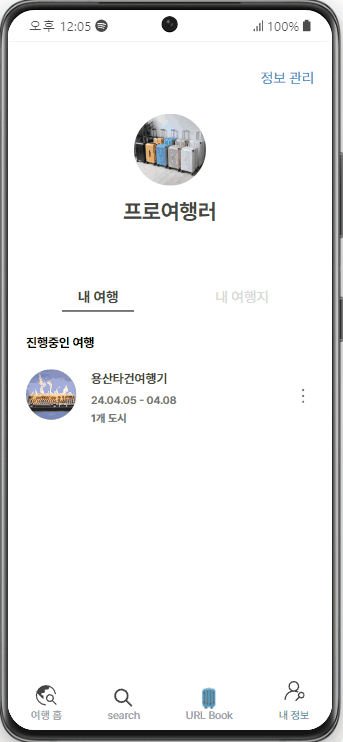 오후 12:05 100%
정보 관리
프로여행러
내 여행 내 여행지
진행중인 여행
용산타건여행기
24.04.05 - 04.08
1개 도시
여행 홈 search URL Book 내 정보